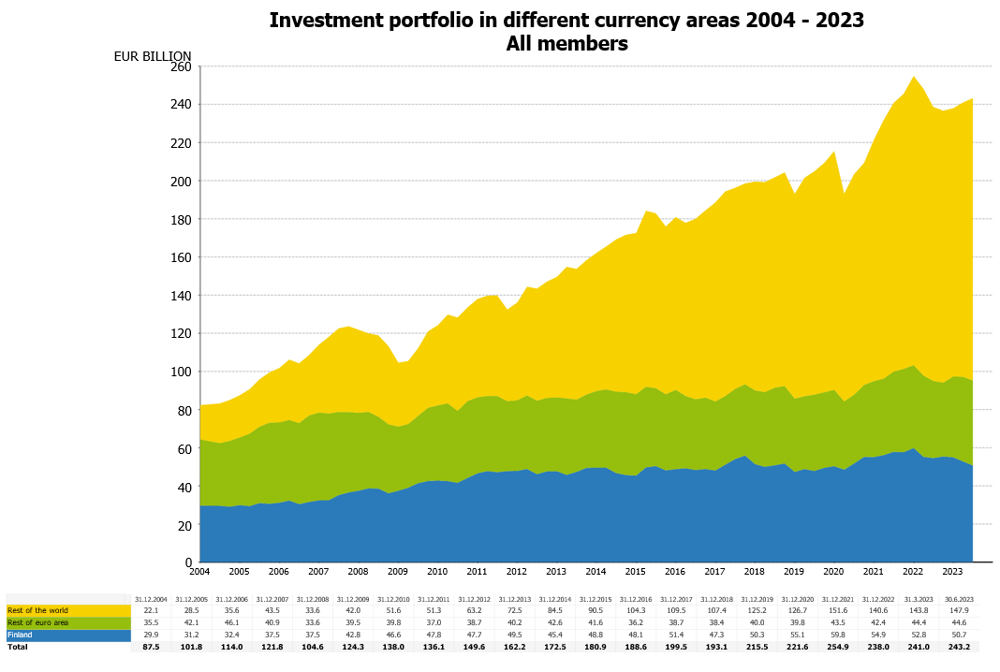 Investment portfolio in different currency areas 2004 - 2023
All members
EUR BILLION
260
240
220
200
180
160
140
120
100
80
60
40
20
0
2004 2005 2006 2007 2008 2009 2010 2011 2012 2013 2014 2015 2016 2017 2018 2019 2020 2021 2022 2023
31.12.2004 31.12.2005 31.12.2006 31.12.2007 31.12.2008 31.12.2009 31.12.2010 31.12.2011 31.12.2012 31.12.2013 31.12.2014 31.12.2015 31.12.2016 31.12.2017 31.12.2018 31.12.2019 31.12.2020 31.12.2021 31.12.2022 31.3.2023 30.6.2023
Rest of the world 22.1 28.5 35.6 43.5 33.6 42.0 51.6 51.3 63.2 72.5 84.5 90.5 104.3 109.5 107.4 125.2 126.7 151.6 140.6 143.8 147.9
Rest of euro area 35.5 42.1 46.1 40.9 33.6 39.5 39.8 37.0 38.7 40.2 42.6 41.6 36.2 38.7 38.4 40.0 39.8 43.5 42.4 44.4 44.6
Finland 29.9 31.2 32.4 37.5 37.5 42.8 46.6 47.8 47.7 49.5 45.4 48.8 48.1 51.4 47.3 50.3 55.1 59.8 54.9 52.8 50.7
Total 87.5 101.8 114.0 121.8 104.6 124.3 138.0 136.1 149.6 162.2 172.5 180.9 188.6 199.5 193.1 215.5 221.6 254.9 238.0 241.0 243.2